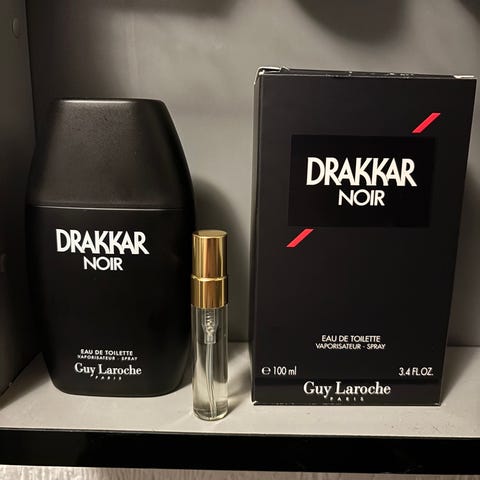 DRAKKAR
NOIR
EAU DE TOILETTE
VAPORISATEUR - SPRAY
Guy Laroche
PARIS
DRAKKAR
NOIR
EAU DE TOILETTE
VAPORISATEUR - SPRAY
℮ 100 ml 3.4 FL.OZ.
Guy Laroche
PARIS